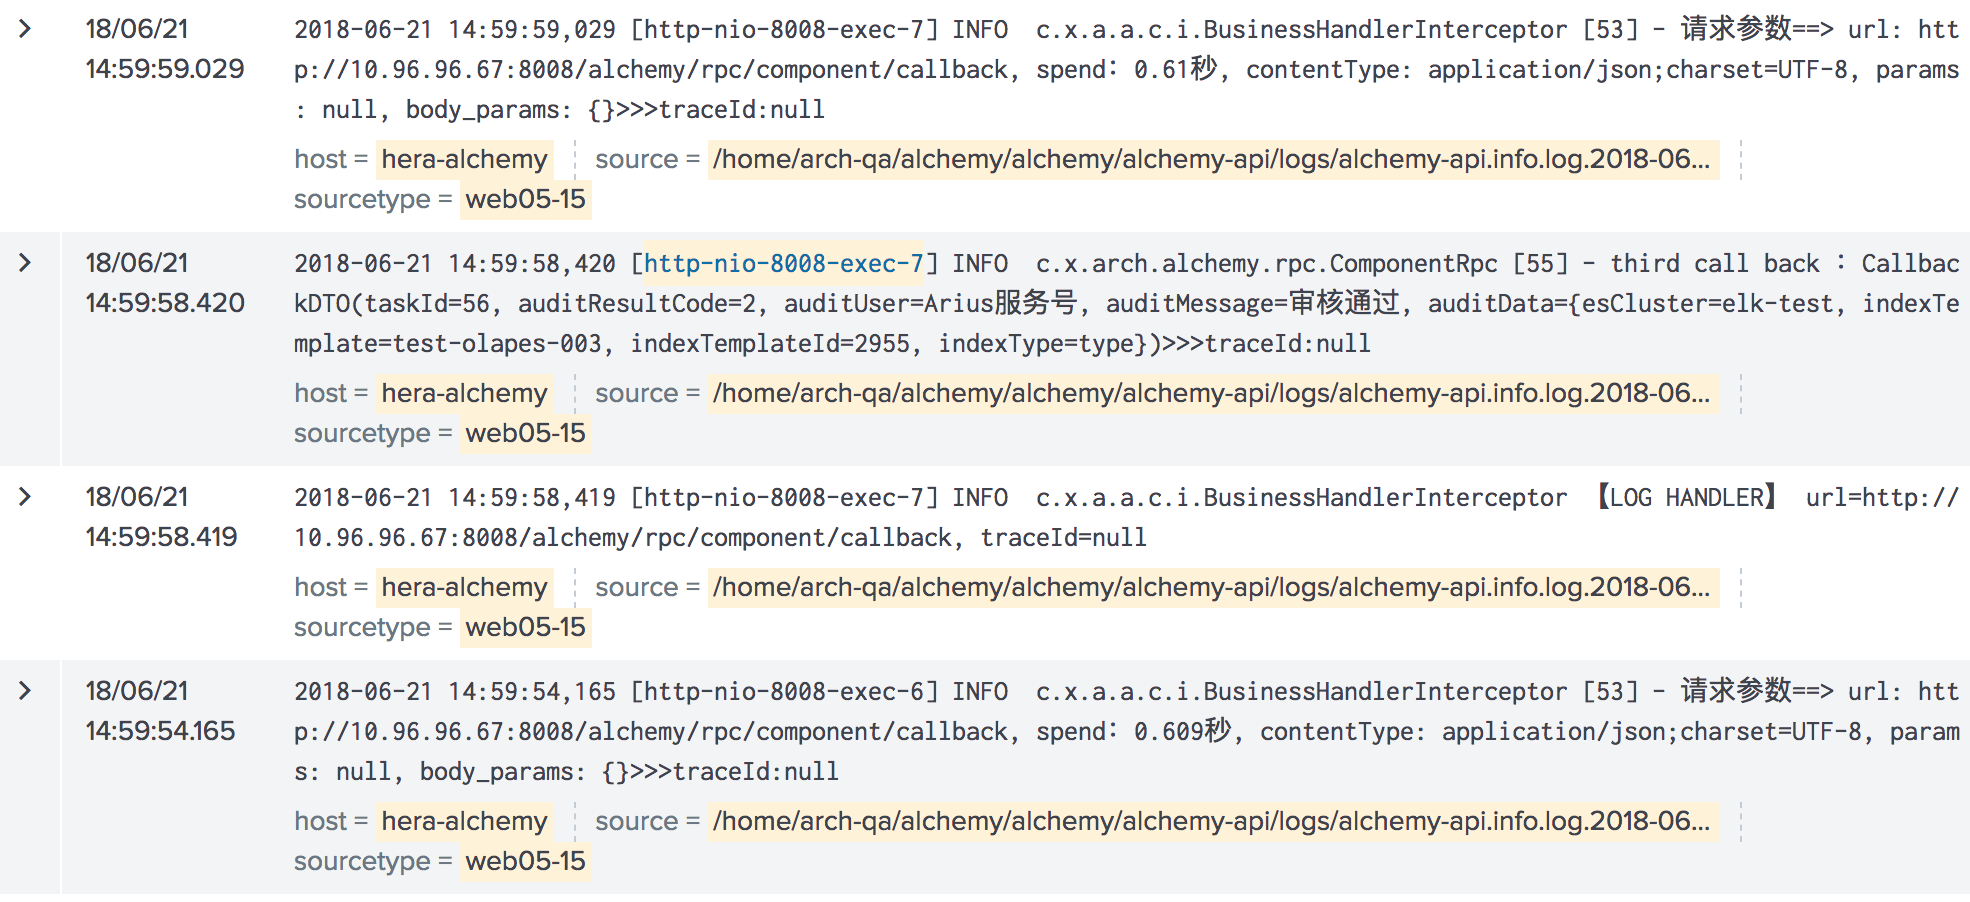 18/06/21
14:59:59.029
2018-06-21 14:59:59,029 [http-nio-8008-exec-7] INFO  c.x.a.a.c.i.BusinessHandlerInterceptor [53] - 请求参数==> url: htt
p://10.96.96.67:8008/alchemy/rpc/component/callback, spend: 0.61秒, contentType: application/json;charset=UTF-8, params
: null, body_params: {}>>>traceId:null
host = hera-alchemy source = /home/arch-qa/alchemy/alchemy/alchemy-api/logs/alchemy-api.info.log.2018-06...
sourcetype = web05-15
18/06/21
14:59:58.420
2018-06-21 14:59:58,420 [http-nio-8008-exec-7] INFO  c.x.arch.alchemy.rpc.ComponentRpc [55] - third call back : Callbac
kDTO(taskId=56, auditResultCode=2, auditUser=Arius服务号, auditMessage=审核通过, auditData={esCluster=elk-test, indexTe
mplate=test-olapes-003, indexTemplateId=2955, indexType=type})>>>traceId:null
host = hera-alchemy source = /home/arch-qa/alchemy/alchemy/alchemy-api/logs/alchemy-api.info.log.2018-06...
sourcetype = web05-15
18/06/21
14:59:58.419
2018-06-21 14:59:58,419 [http-nio-8008-exec-7] INFO  c.x.a.a.c.i.BusinessHandlerInterceptor 【LOG HANDLER】 url=http://
10.96.96.67:8008/alchemy/rpc/component/callback, traceId=null
host = hera-alchemy source = /home/arch-qa/alchemy/alchemy/alchemy-api/logs/alchemy-api.info.log.2018-06...
sourcetype = web05-15
18/06/21
14:59:54.165
2018-06-21 14:59:54,165 [http-nio-8008-exec-6] INFO  c.x.a.a.c.i.BusinessHandlerInterceptor [53] - 请求参数==> url: htt
p://10.96.96.67:8008/alchemy/rpc/component/callback, spend: 0.609秒, contentType: application/json;charset=UTF-8, param
s: null, body_params: {}>>>traceId:null
host = hera-alchemy source = /home/arch-qa/alchemy/alchemy/alchemy-api/logs/alchemy-api.info.log.2018-06...
sourcetype = web05-15